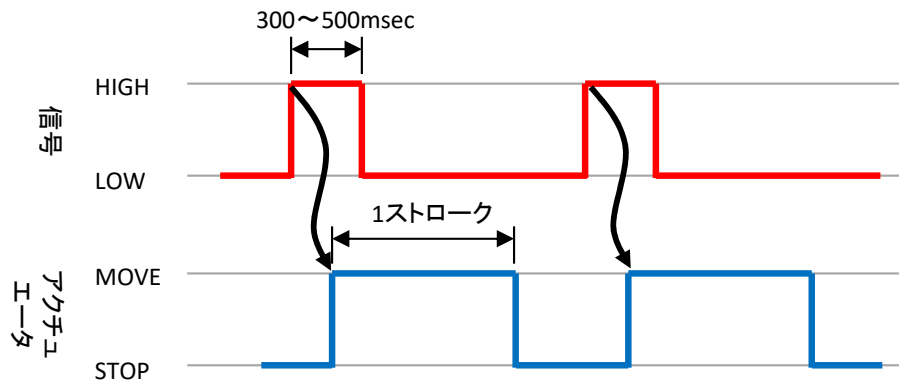 300～500msec
HIGH
信号
LOW
1ストローク
MOVE
アクチュ
エータ
STOP